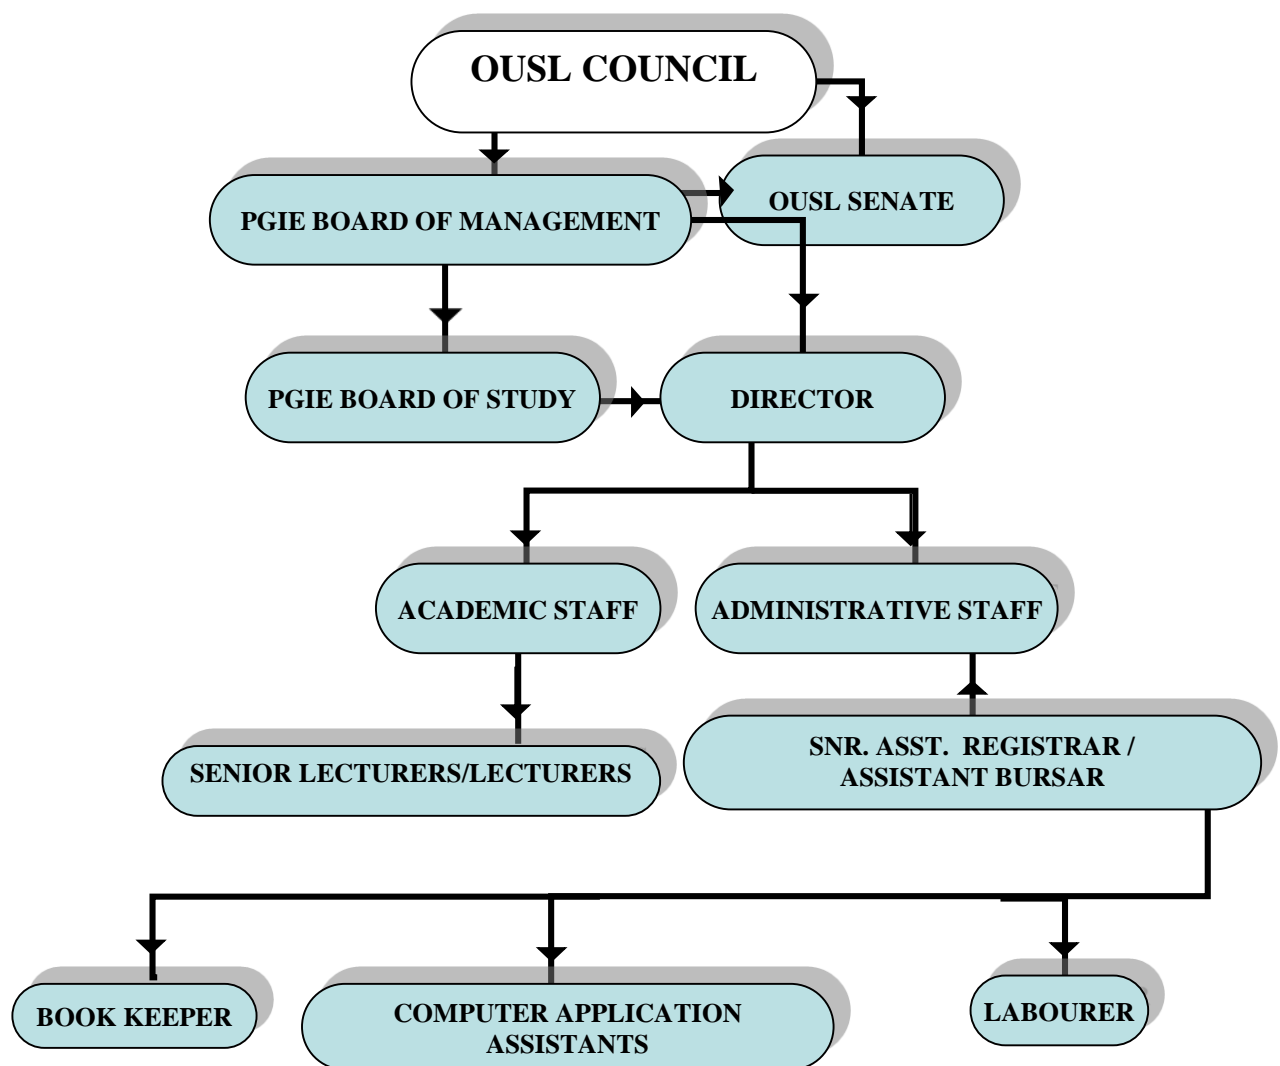 OUSL COUNCIL
PGIE BOARD OF MANAGEMENT
OUSL SENATE
PGIE BOARD OF STUDY
DIRECTOR
ACADEMIC STAFF
ADMINISTRATIVE STAFF
SENIOR LECTURERS/LECTURERS
SNR. ASST.  REGISTRAR /
ASSISTANT BURSAR
BOOK KEEPER
COMPUTER APPLICATION
ASSISTANTS
LABOURER